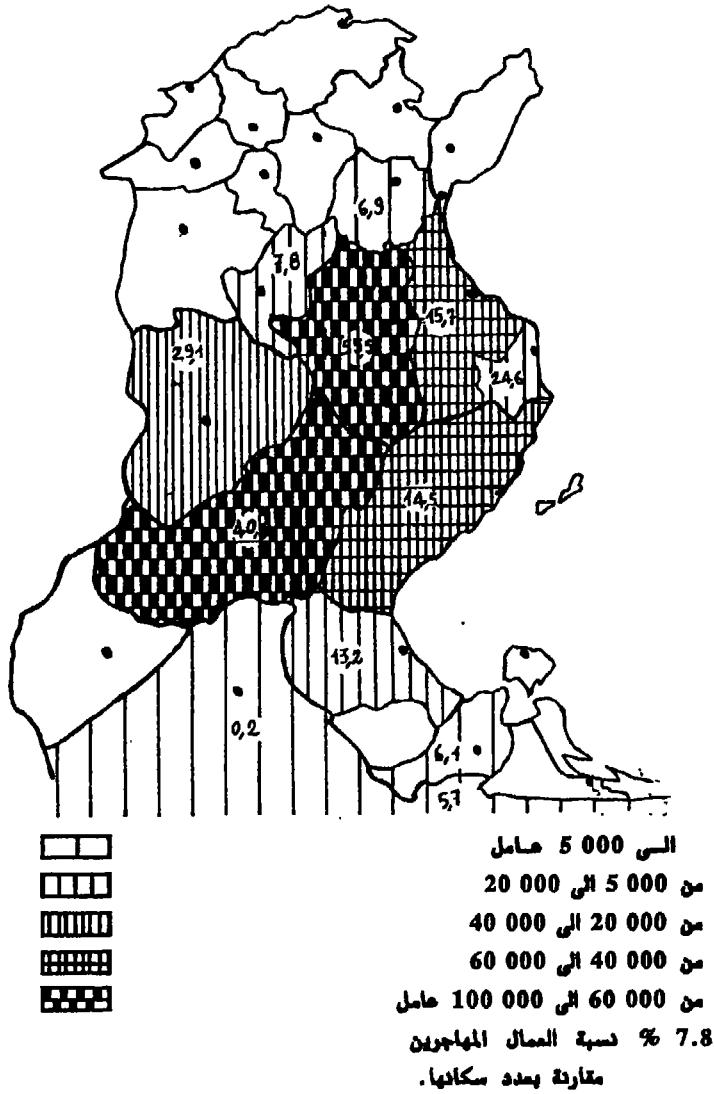 6,9
7,8
15,7
29,1
24,6
14,5
40,
13,2
0,2
6,1
5,7
الــى 000 5 عــامل
من 000 5 الى 000 20
من 000 20 الى 000 40
من 000 40 الى 000 60
من 000 60 الى 000 100 عامل
7.8 % نسبة العمال المهاجرين
مقارنة بعدد سكانها.